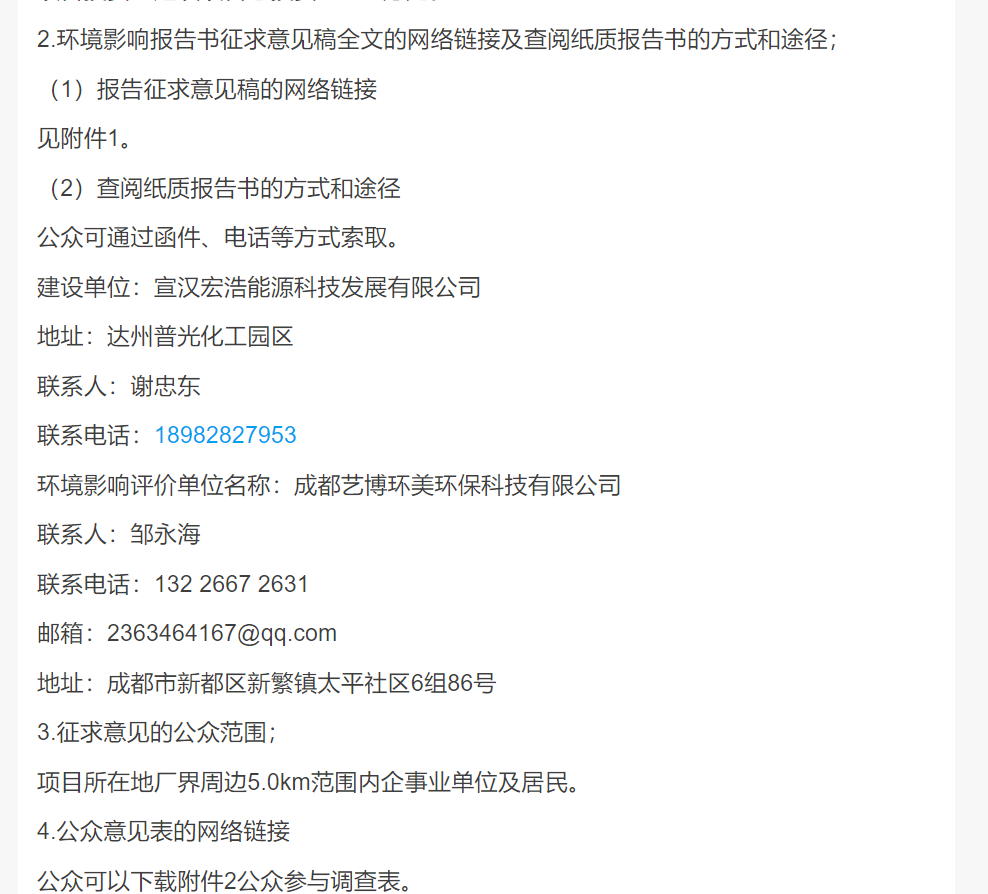 2.环境影响报告书征求意见稿全文的网络链接及查阅纸质报告书的方式和途径；
（1）报告征求意见稿的网络链接
见附件1。
（2）查阅纸质报告书的方式和途径
公众可通过函件、电话等方式索取。
建设单位：宣汉宏浩能源科技发展有限公司
地址：达州普光化工园区
联系人：谢忠东
联系电话：18982827953
环境影响评价单位名称：成都艺博环美环保科技有限公司
联系人：邹永海
联系电话：132 2667 2631
邮箱：2363464167@qq.com
地址：成都市新都区新繁镇太平社区6组86号
3.征求意见的公众范围；
项目所在地厂界周边5.0km范围内企事业单位及居民。
4.公众意见表的网络链接
公众可以下载附件2公众参与调查表。